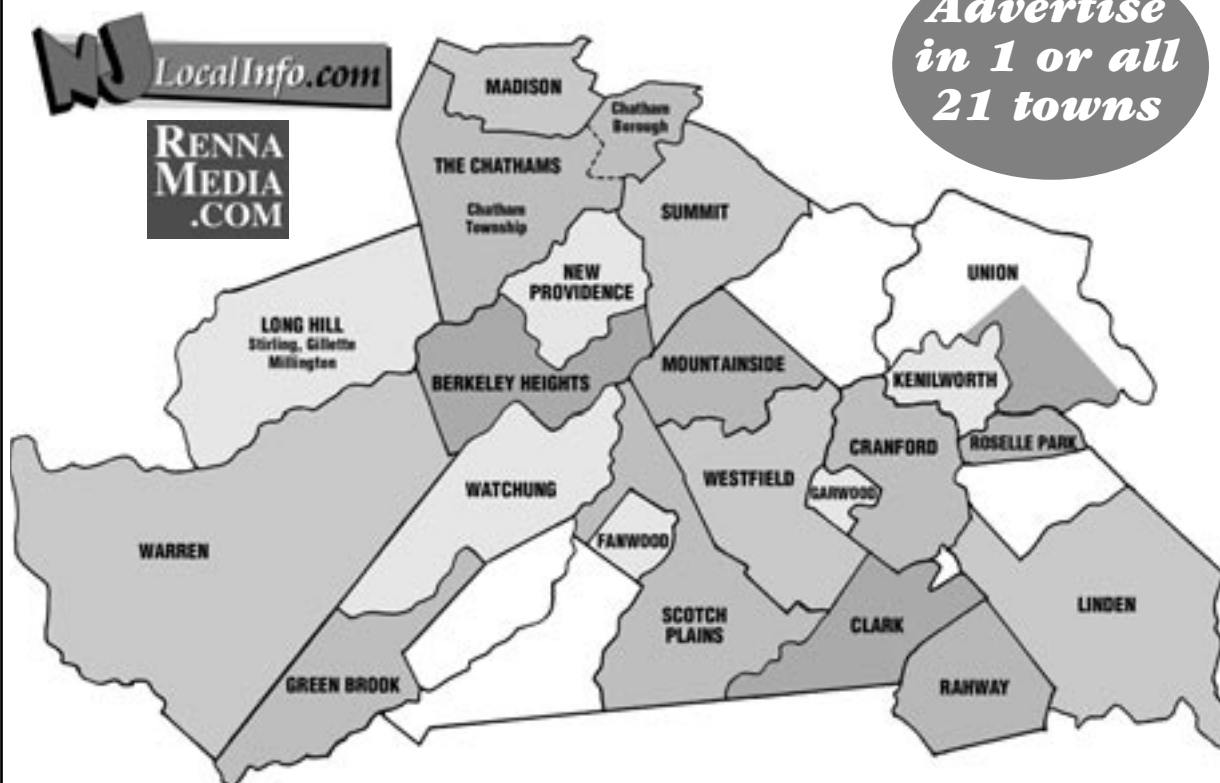 NJ LocalInfo.com
RENNA
MEDIA
.COM
Advertise
in 1 or all
21 towns
MADISON
Chatham
Borough
THE CHATHAMS
Chatham
Township
SUMMIT
NEW
PROVIDENCE
UNION
LONG HILL
Stirling, Gillette
Millington
BERKELEY HEIGHTS
MOUNTAINSIDE
KENILWORTH
CRANFORD
ROSELLE PARK
WATCHUNG
WESTFIELD
GARWOOD
WARREN
FANWOOD
SCOTCH
PLAINS
CLARK
LINDEN
GREEN BROOK
RAHWAY